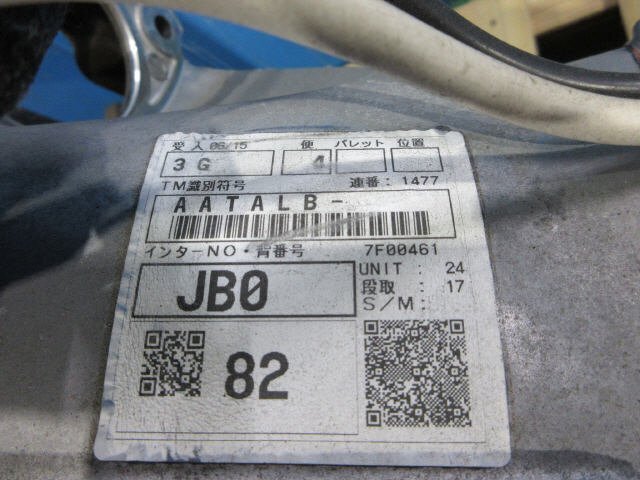 受入 06/15 便 パレット 位置
3G 4
TM識別符号 連番: 1477
AATALB-
インターNO・背番号 7F00461
JB0
UNIT : 24
段取 : 17
S/M:
82